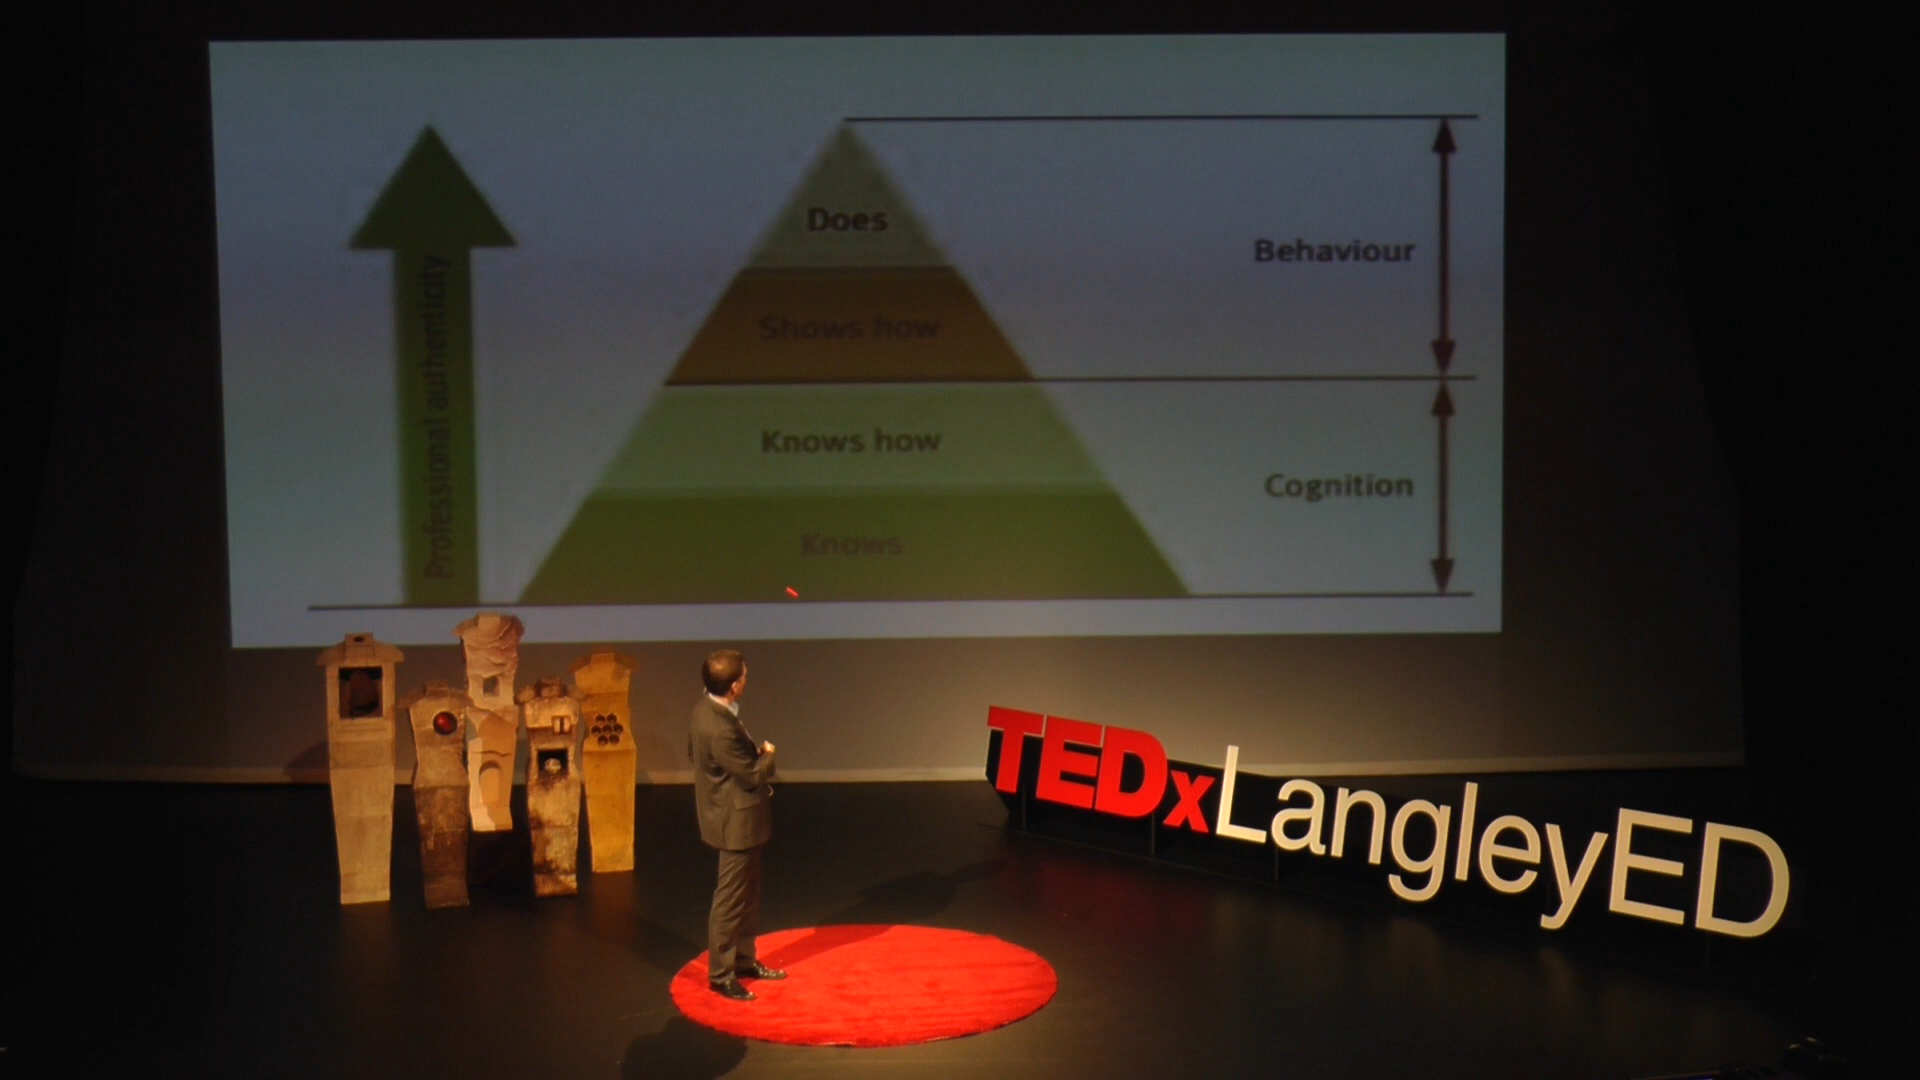 Professional authenticity
Does
Shows how
Knows how
Knows
Behaviour
Cognition
TEDxLangleyED